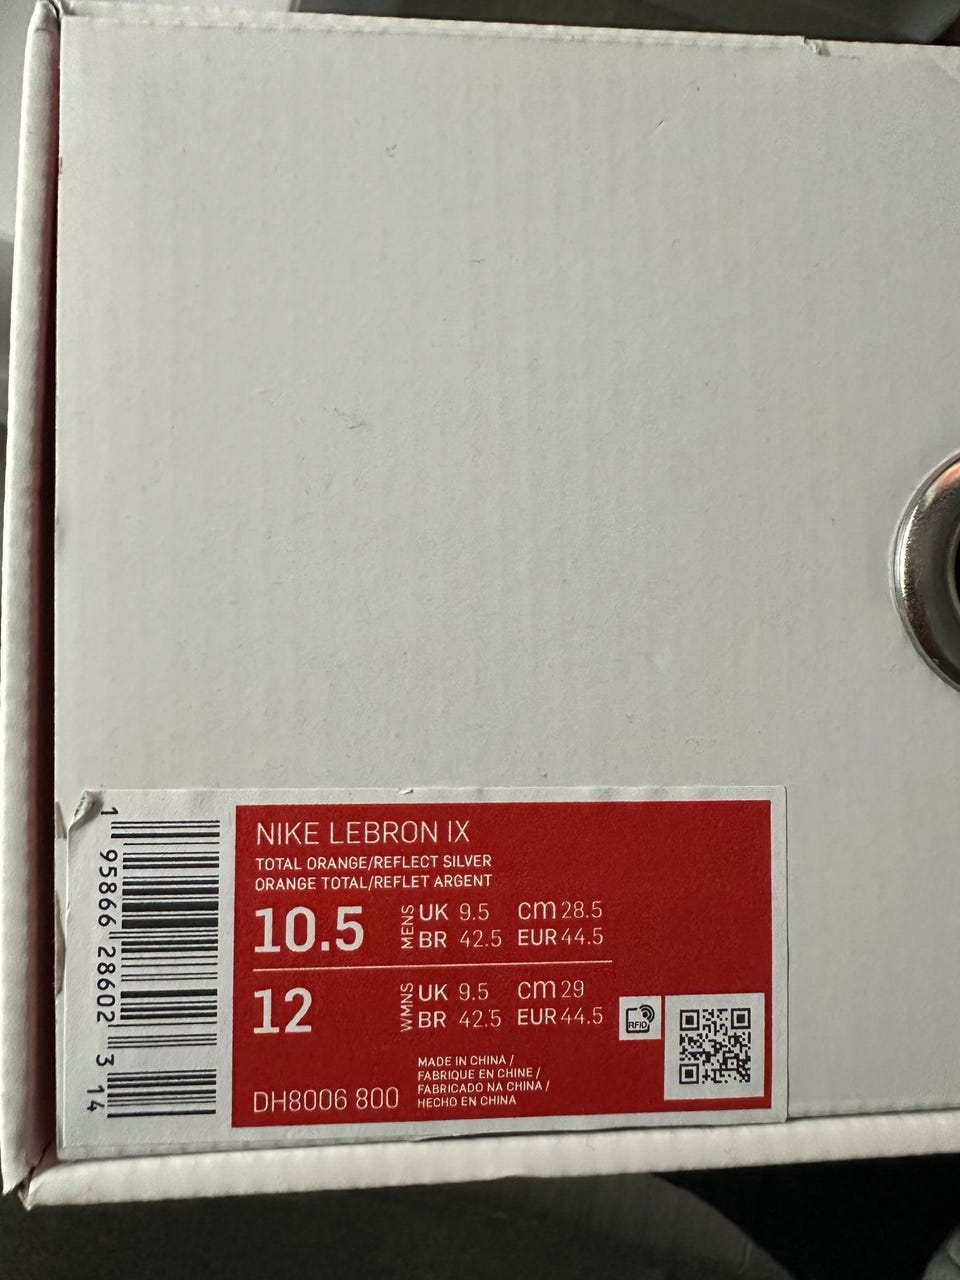 NIKE LEBRON IX
TOTAL ORANGE/REFLECT SILVER
ORANGE TOTAL/REFLET ARGENT
10.5 MENS UK 9.5 cm 28.5
BR 42.5 EUR 44.5
12 WMNS UK 9.5 cm 29
BR 42.5 EUR 44.5
RFID
DH8006 800
MADE IN CHINA /
FABRIQUE EN CHINE /
FABRICADO NA CHINA /
HECHO EN CHINA
1 95866 28602 3 14